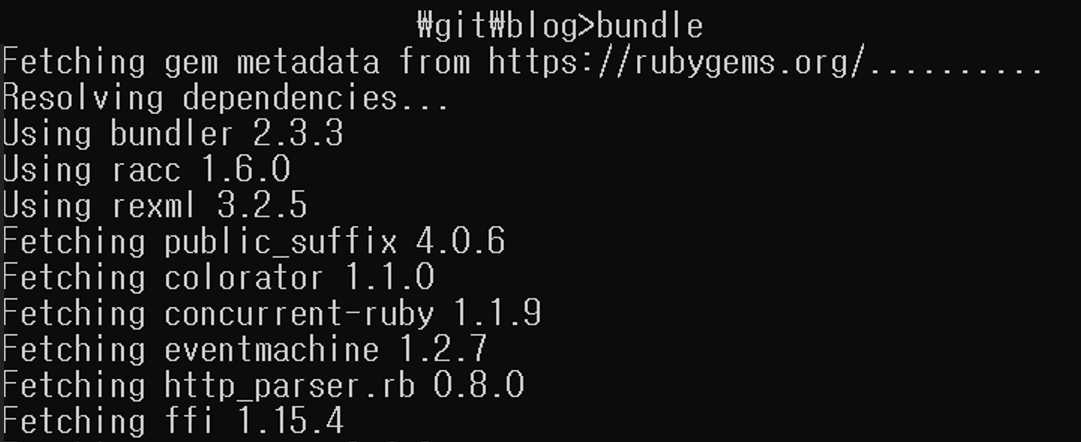 ₩git₩blog>bundle
Fetching gem metadata from https://rubygems.org/..........
Resolving dependencies...
Using bundler 2.3.3
Using racc 1.6.0
Using rexml 3.2.5
Fetching public_suffix 4.0.6
Fetching colorator 1.1.0
Fetching concurrent-ruby 1.1.9
Fetching eventmachine 1.2.7
Fetching http_parser.rb 0.8.0
Fetching ffi 1.15.4